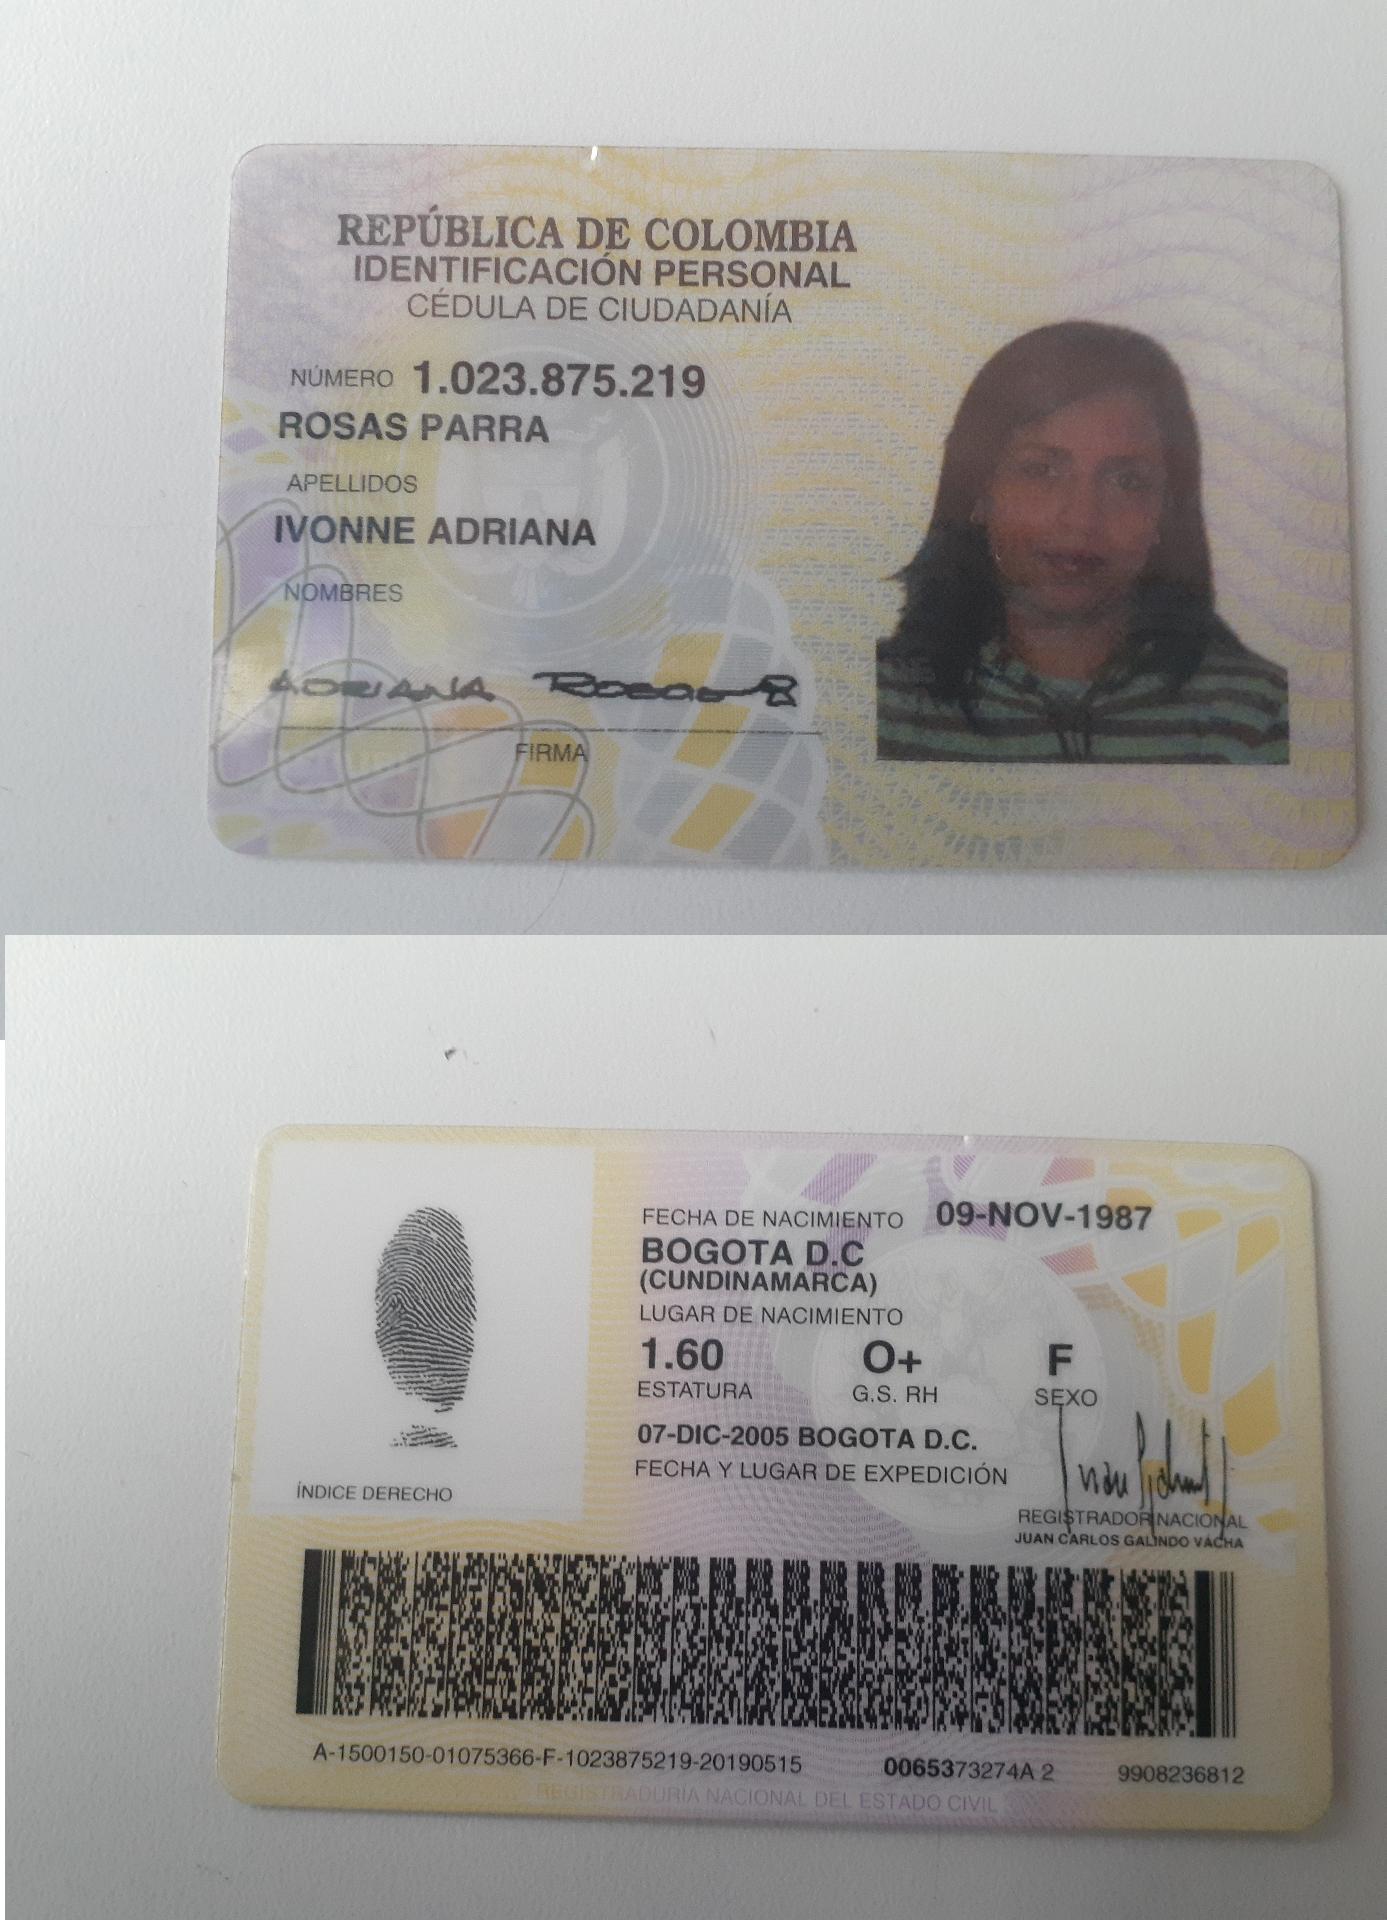 REPÚBLICA DE COLOMBIA
IDENTIFICACIÓN PERSONAL
CÉDULA DE CIUDADANÍA
NÚMERO 1.023.875.219
ROSAS PARRA
APELLIDOS
IVONNE ADRIANA
NOMBRES
ADRIANA ROSAS
FIRMA
FECHA DE NACIMIENTO 09-NOV-1987
BOGOTA D.C
(CUNDINAMARCA)
LUGAR DE NACIMIENTO
1.60 O+ F
ESTATURA G.S. RH SEXO
07-DIC-2005 BOGOTA D.C.
FECHA Y LUGAR DE EXPEDICIÓN
ÍNDICE DERECHO
REGISTRADOR NACIONAL
JUAN CARLOS GALINDO VÁCHA
A-1500150-01075366-F-1023875219-20190515 0065373274A 2 9908236812
REGISTRADURÍA NACIONAL DEL ESTADO CIVIL